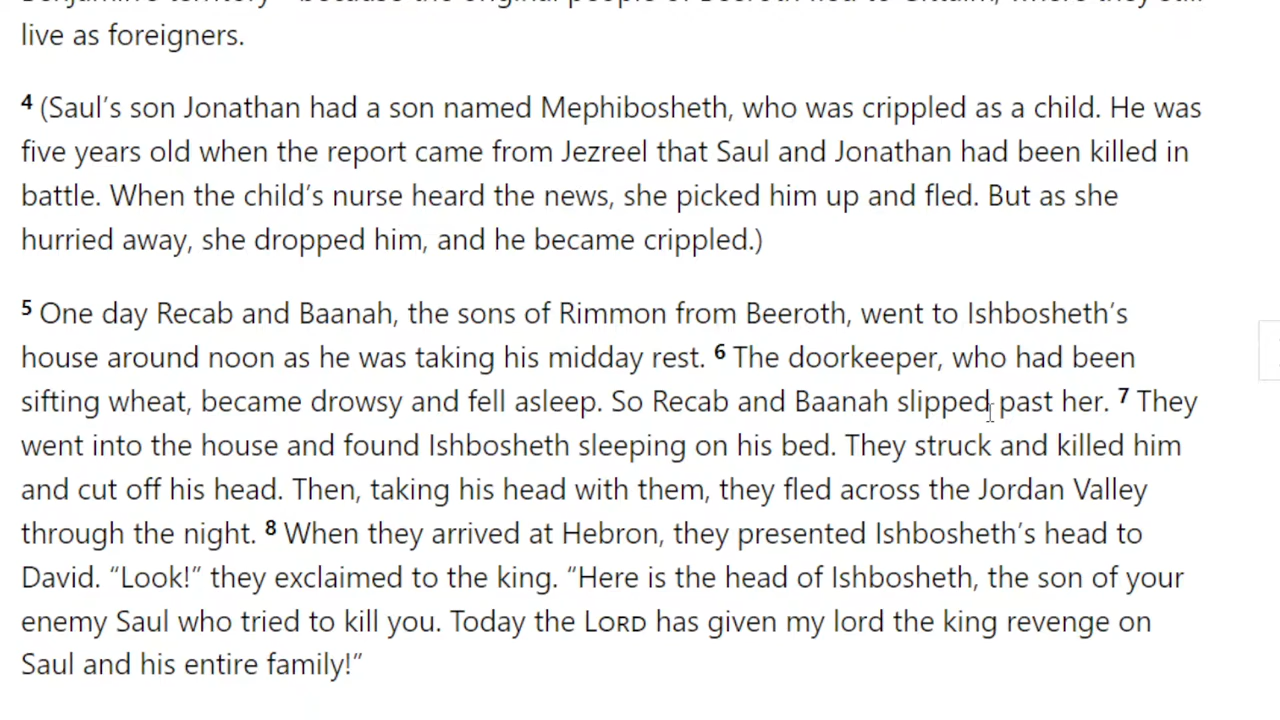 live as foreigners.
4 (Saul’s son Jonathan had a son named Mephibosheth, who was crippled as a child. He was
five years old when the report came from Jezreel that Saul and Jonathan had been killed in
battle. When the child’s nurse heard the news, she picked him up and fled. But as she
hurried away, she dropped him, and he became crippled.)
5 One day Recab and Baanah, the sons of Rimmon from Beeroth, went to Ishbosheth’s
house around noon as he was taking his midday rest. 6 The doorkeeper, who had been
sifting wheat, became drowsy and fell asleep. So Recab and Baanah slipped past her. 7 They
went into the house and found Ishbosheth sleeping on his bed. They struck and killed him
and cut off his head. Then, taking his head with them, they fled across the Jordan Valley
through the night. 8 When they arrived at Hebron, they presented Ishbosheth’s head to
David. “Look!” they exclaimed to the king. “Here is the head of Ishbosheth, the son of your
enemy Saul who tried to kill you. Today the LORD has given my lord the king revenge on
Saul and his entire family!”